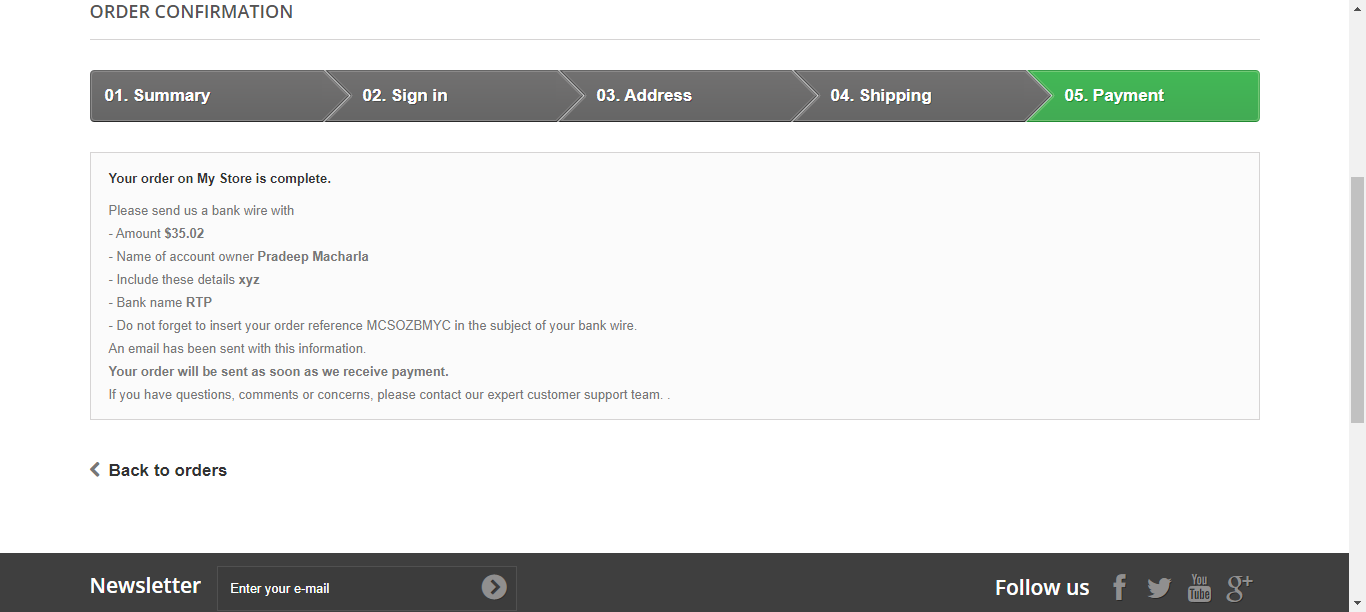 ORDER CONFIRMATION
01. Summary
02. Sign in
03. Address
04. Shipping
05. Payment
Your order on My Store is complete.
Please send us a bank wire with
- Amount $35.02
- Name of account owner Pradeep Macharla
- Include these details xyz
- Bank name RTP
- Do not forget to insert your order reference MCSOZBMYC in the subject of your bank wire.
An email has been sent with this information.
Your order will be sent as soon as we receive payment.
If you have questions, comments or concerns, please contact our expert customer support team. .
Back to orders
Newsletter
Enter your e-mail
Follow us
You
Tube
g+